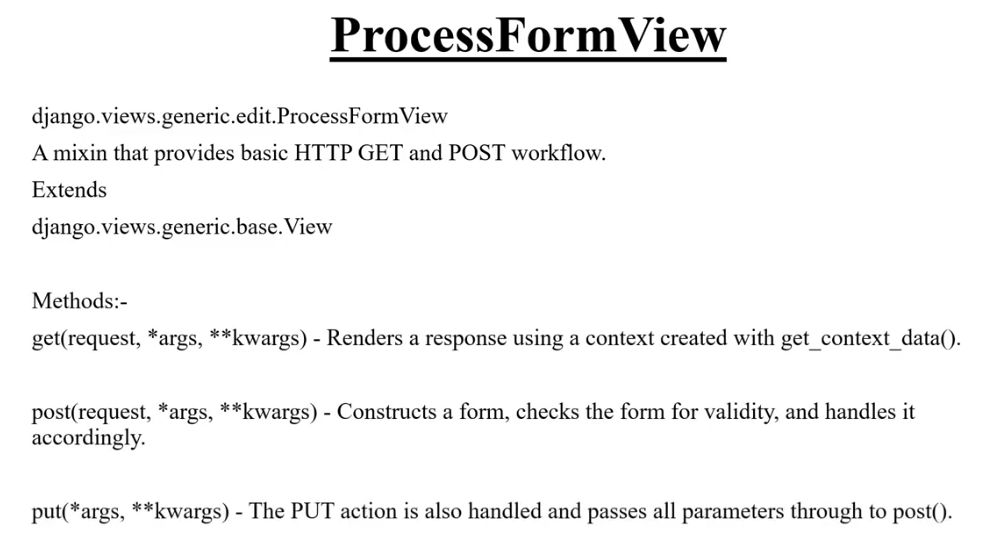 ProcessFormView
django.views.generic.edit.ProcessFormView
A mixin that provides basic HTTP GET and POST workflow.
Extends
django.views.generic.base.View
Methods:-
get(request, *args, **kwargs) - Renders a response using a context created with get_context_data().
post(request, *args, **kwargs) - Constructs a form, checks the form for validity, and handles it
accordingly.
put(*args, **kwargs) - The PUT action is also handled and passes all parameters through to post().